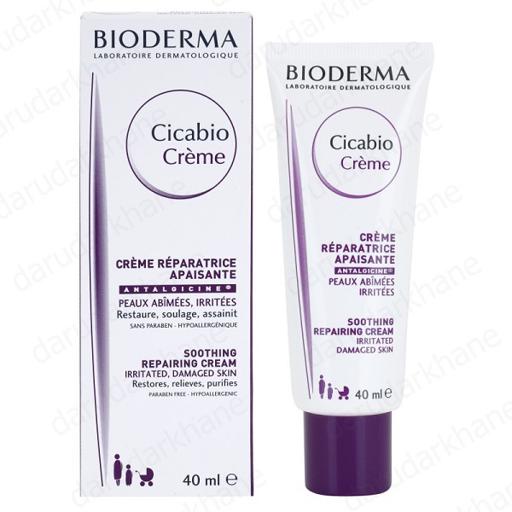 BIODERMA
LABORATOIRE DERMATOLOGIQUE
Cicabio
Crème
CRÈME RÉPARATRICE
APAISANTE
ANTALGICINE®
PEAUX ABÎMÉES, IRRITÉES
Restaure, soulage, assainit
SANS PARABEN - HYPOALLERGÉNIQUE
SOOTHING
REPAIRING CREAM
IRRITATED, DAMAGED SKIN
Restores, relieves, purifies
PARABEN FREE - HYPOALLERGENIC
40 ml e
BIODERMA
LABORATOIRE DERMATOLOGIQUE
Cicabio
Crème
CRÈME
RÉPARATRICE
APAISANTE
ANTALGICINE®
PEAUX ABÎMÉES
IRRITÉES
SOOTHING
REPAIRING CREAM
IRRITATED
DAMAGED SKIN
40 ml e
darudarkhane